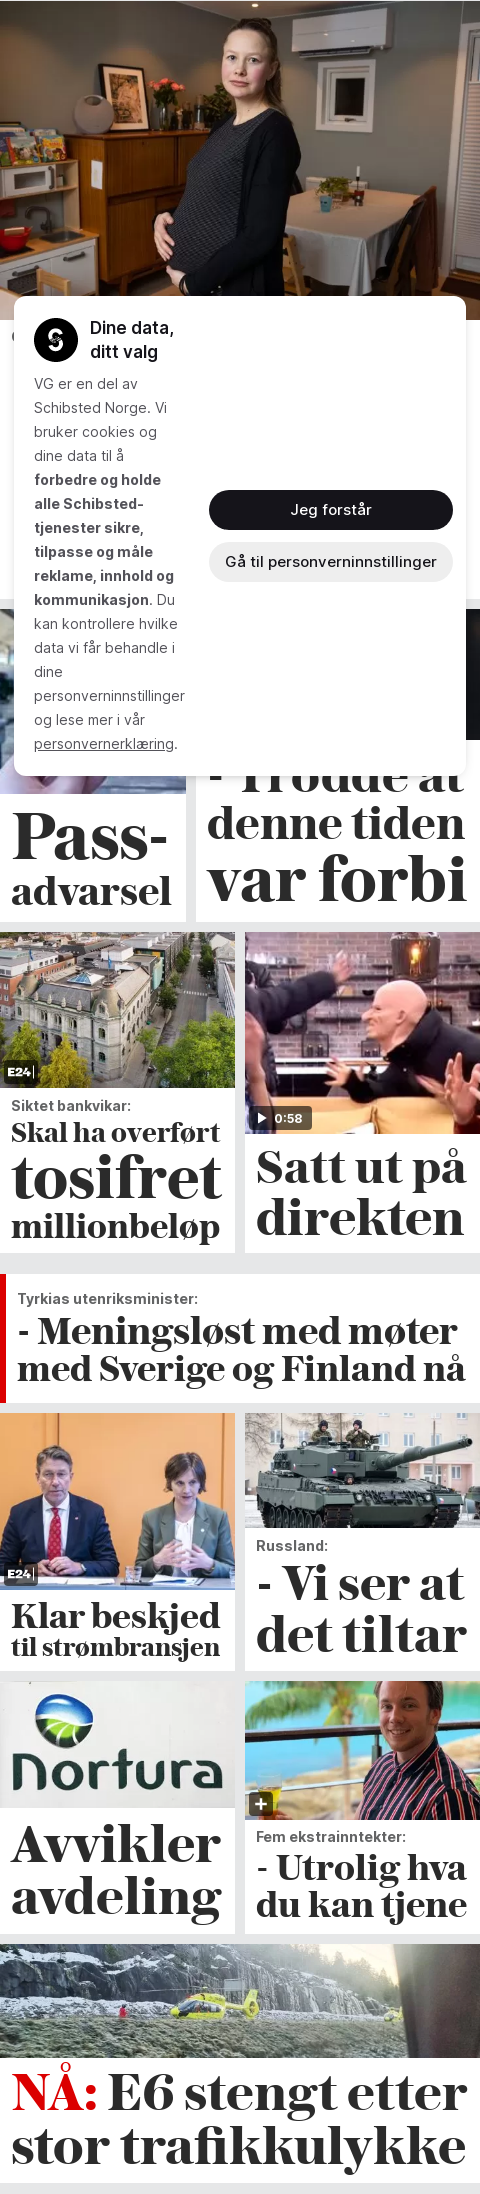 Dine data,
ditt valg
VG er en del av
Schibsted Norge. Vi
bruker cookies og
dine data til å
forbedre og holde
alle Schibsted-
tjenester sikre,
tilpasse og måle
reklame, innhold og
kommunikasjon. Du
kan kontrollere hvilke
data vi får behandle i
dine
personverninnstillinger
og lese mer i vår
personvernerklæring.
Jeg forstår
Gå til personverninnstillinger
Pass-
advarsel
- Trodde at
denne tiden
var forbi
E24
Siktet bankvikar:
Skal ha overført
tosifret
millionbeløp
0:58
Satt ut på
direkten
Tyrkias utenriksminister:
- Meningsløst med møter
med Sverige og Finland nå
E24
Klar beskjed
til strømbransjen
Russland:
- Vi ser at
det tiltar
nortura
Avvikler
avdeling
Fem ekstrainntekter:
- Utrolig hva
du kan tjene
NÅ: E6 stengt etter
stor trafikkulykke